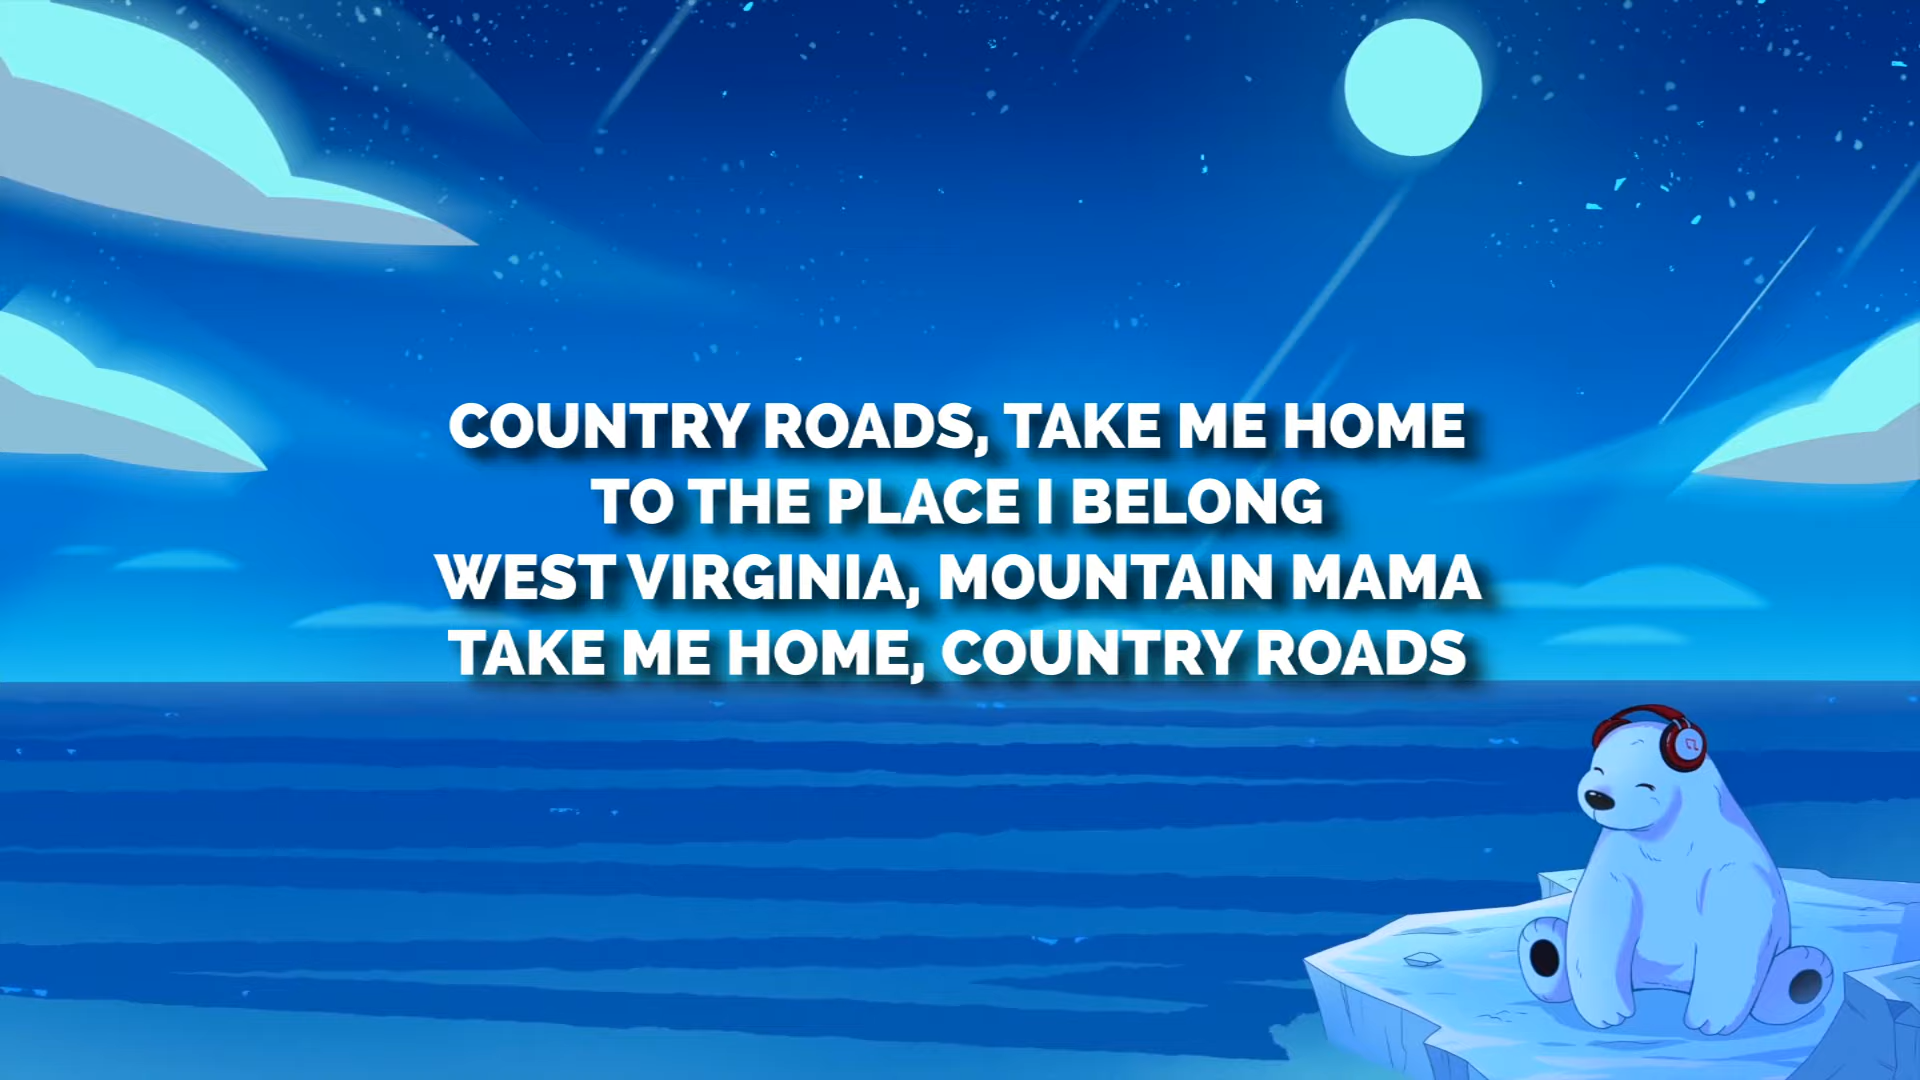 COUNTRY ROADS, TAKE ME HOME
TO THE PLACE I BELONG
WEST VIRGINIA, MOUNTAIN MAMA
TAKE ME HOME, COUNTRY ROADS